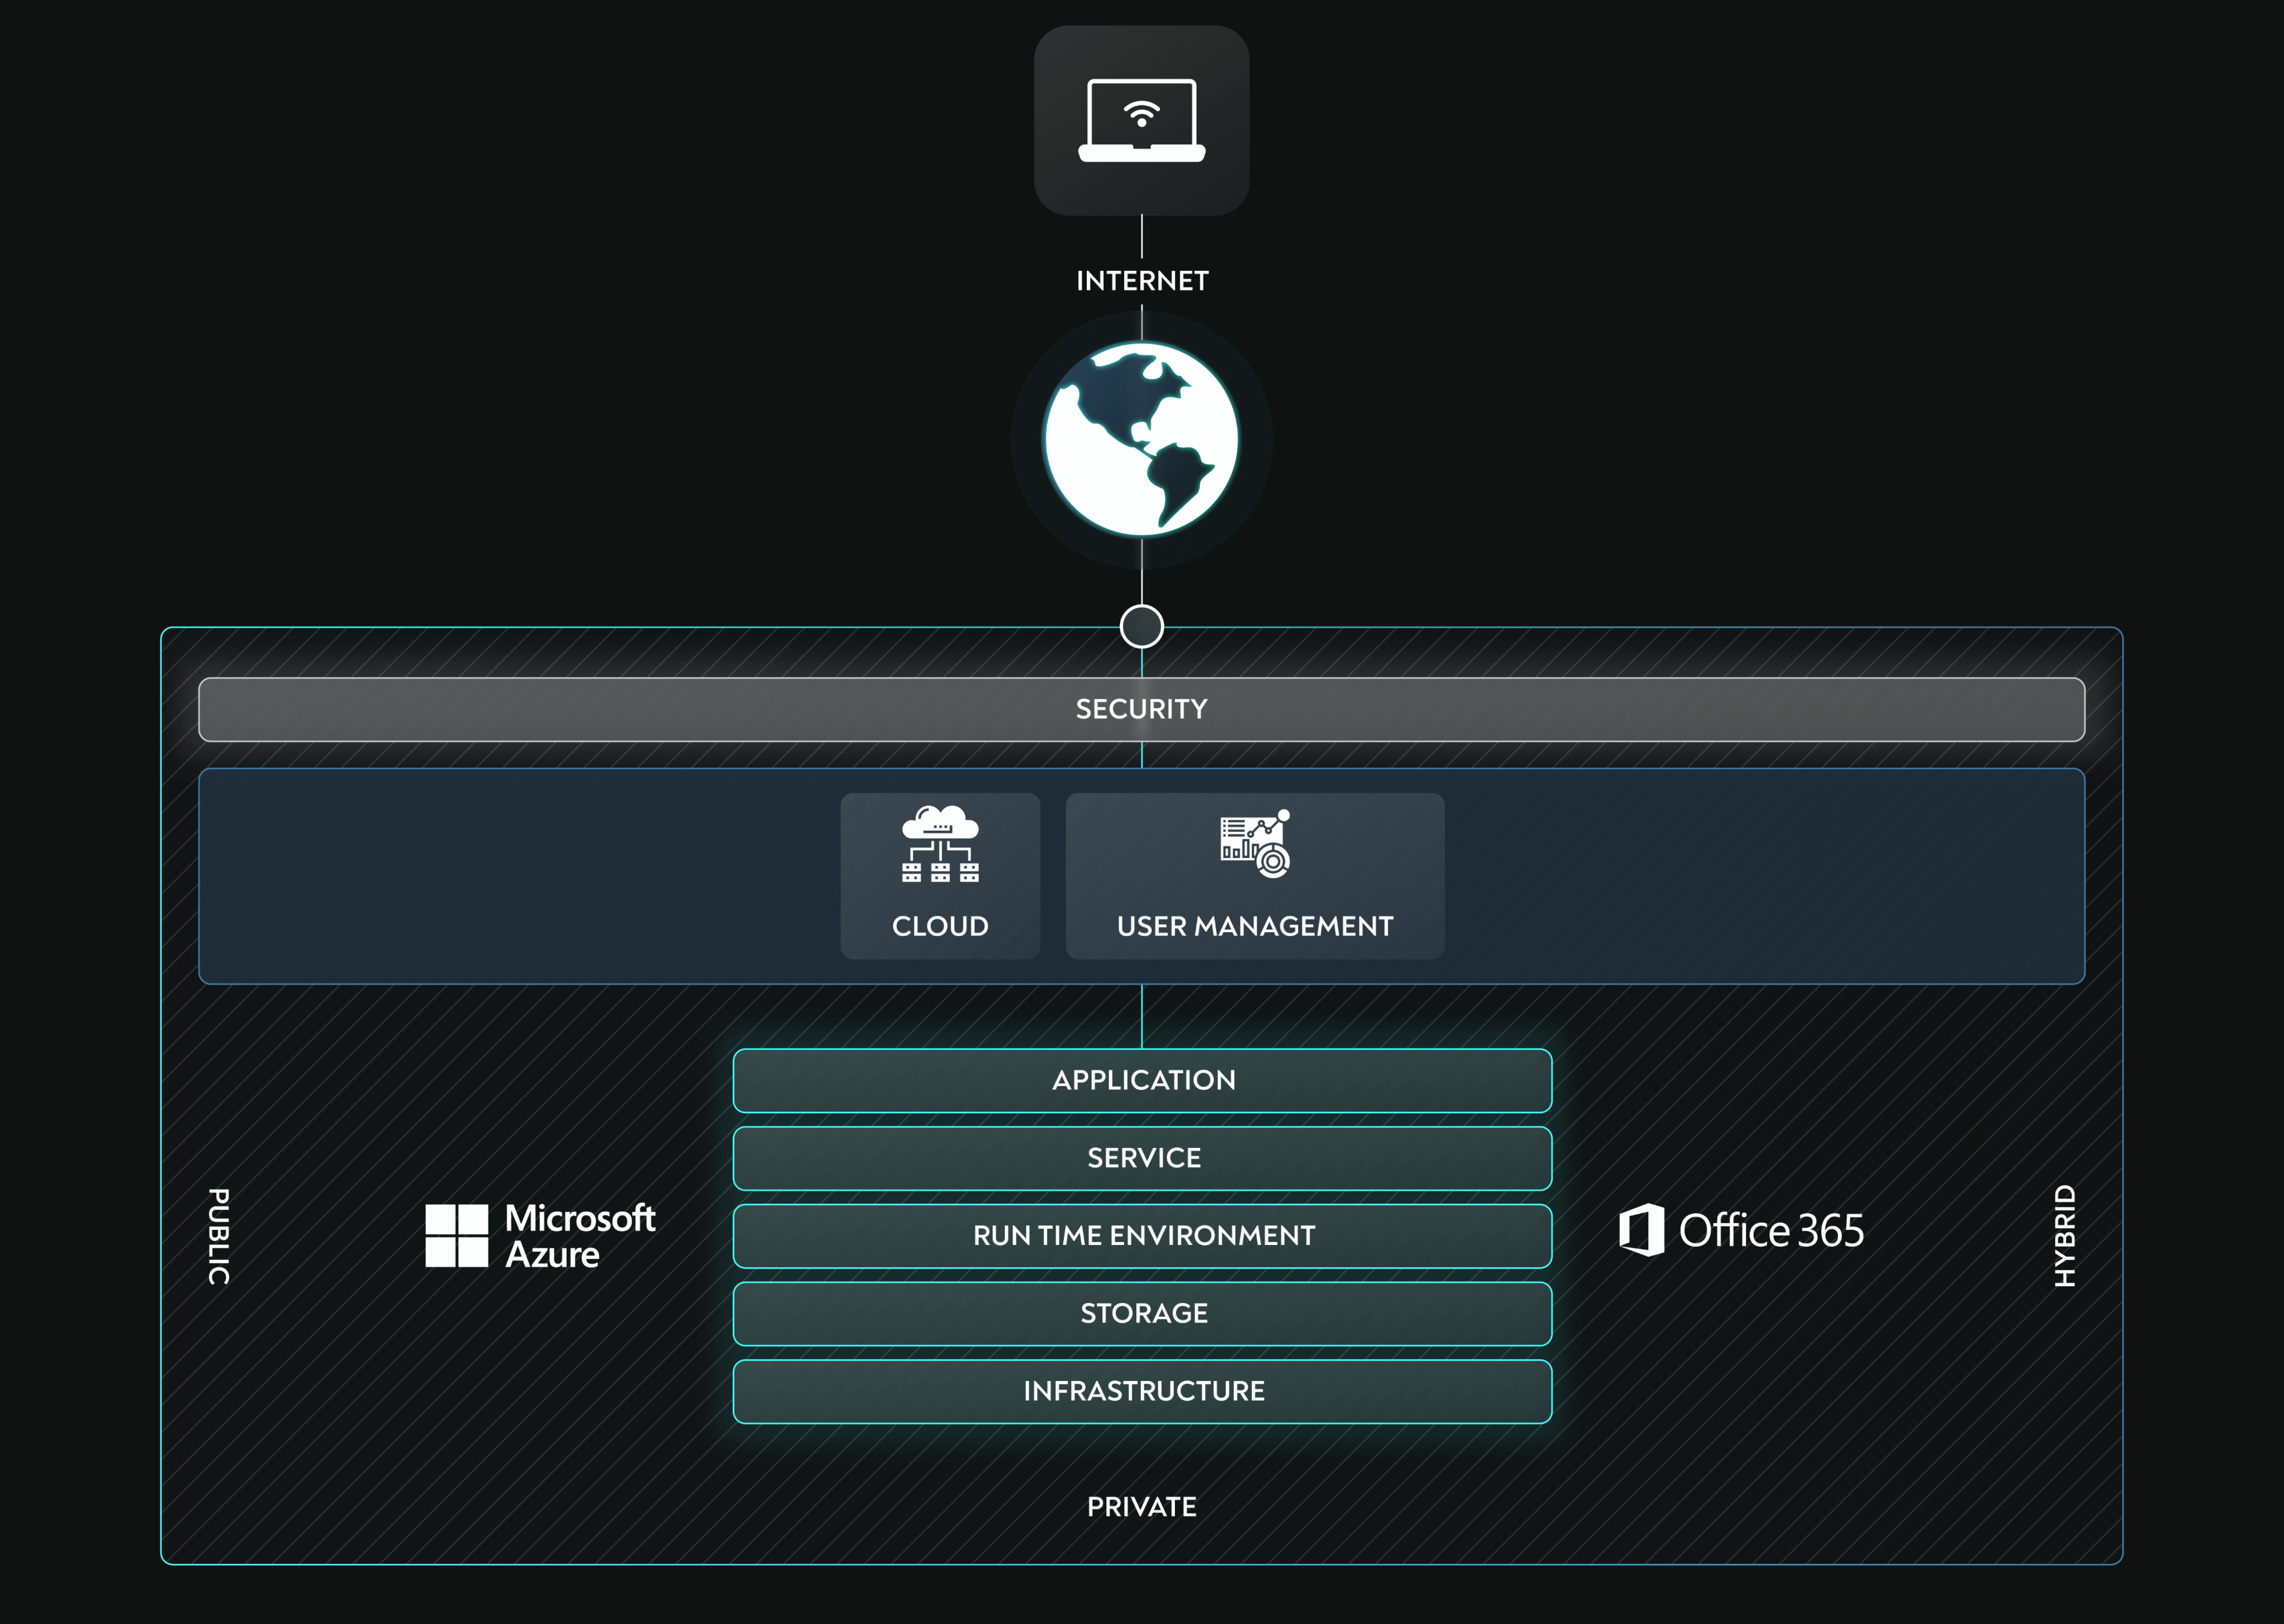 INTERNET
SECURITY
CLOUD
USER MANAGEMENT
APPLICATION
SERVICE
RUN TIME ENVIRONMENT
STORAGE
INFRASTRUCTURE
PUBLIC
Microsoft
Azure
Office 365
HYBRID
PRIVATE